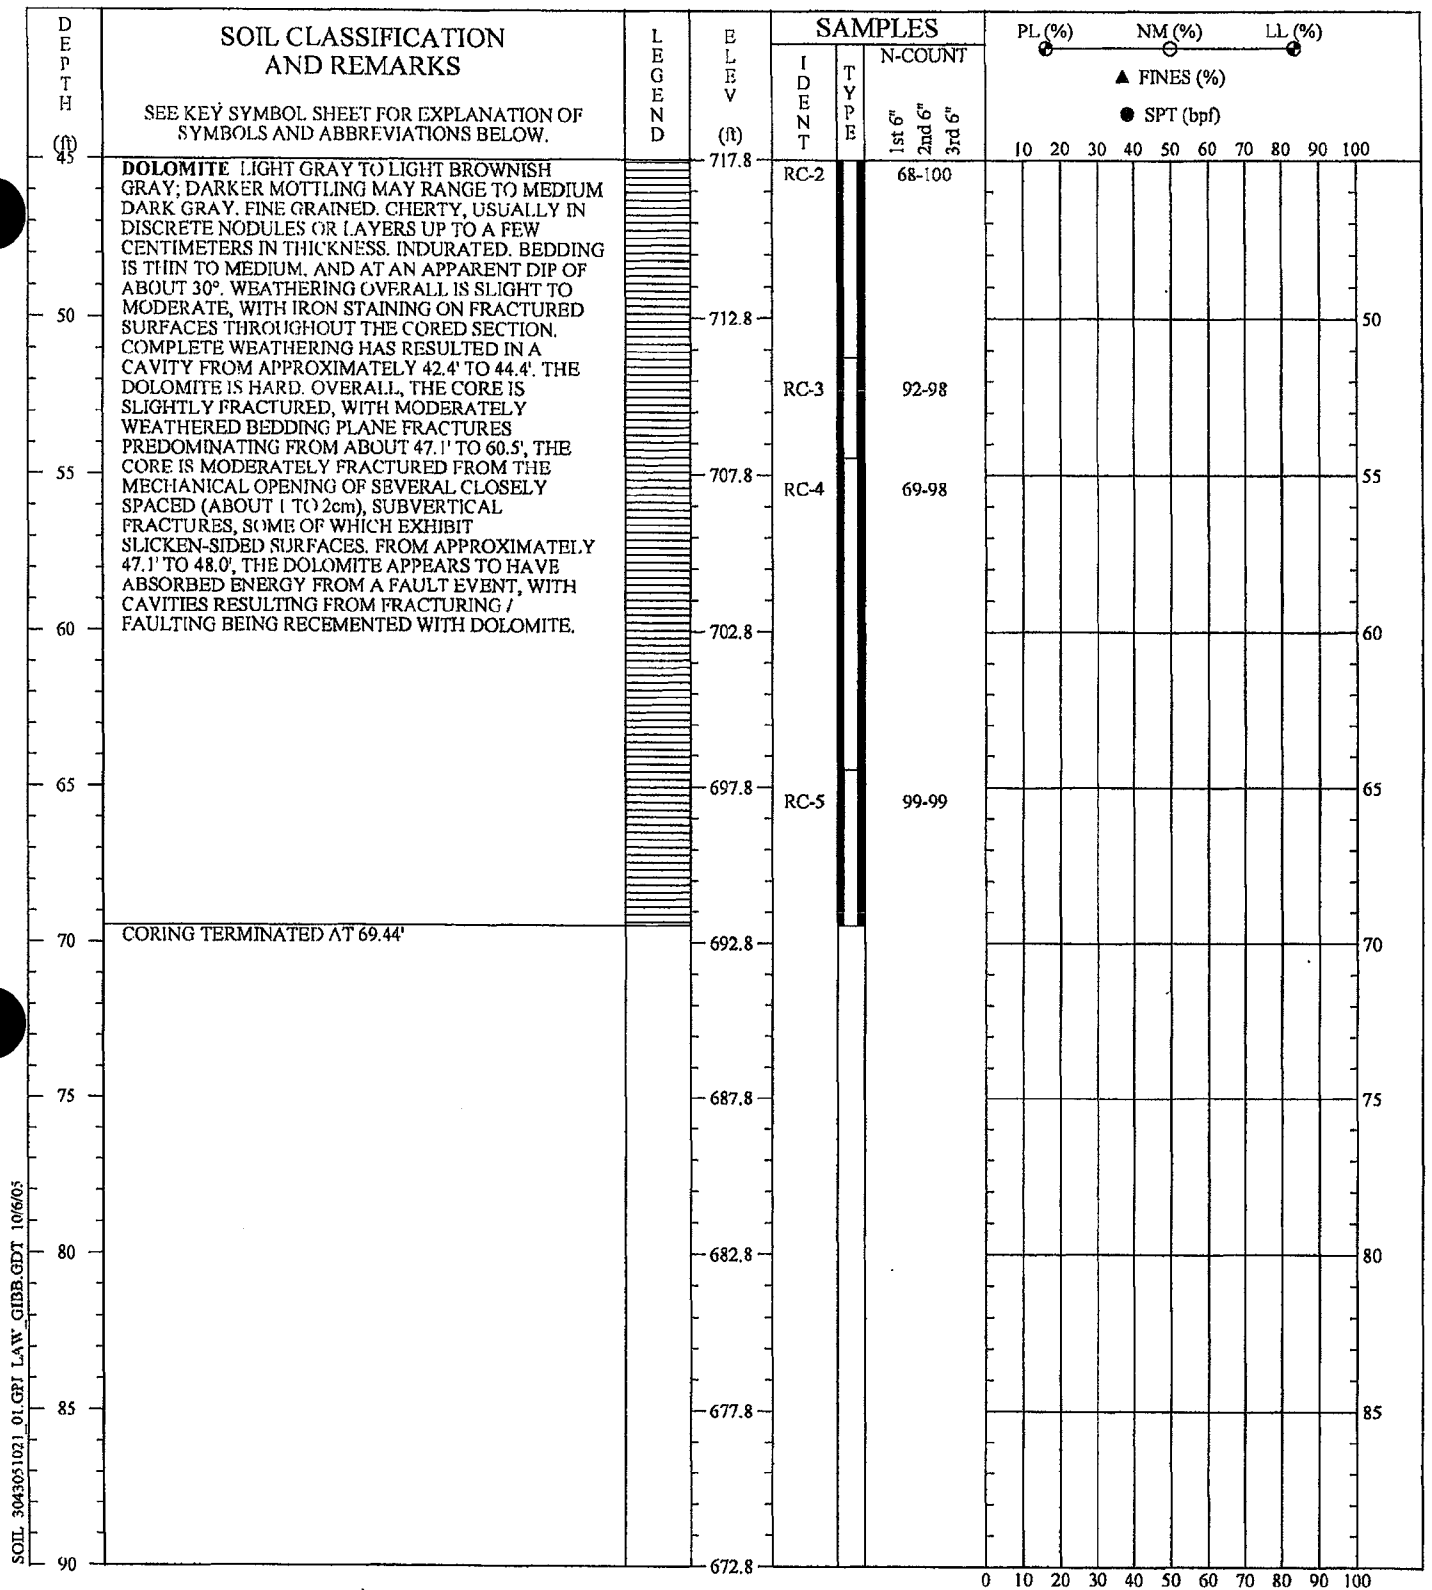 DEPTH (ft)
SOIL CLASSIFICATION
AND REMARKS
SEE KEY SYMBOL SHEET FOR EXPLANATION OF
SYMBOLS AND ABBREVIATIONS BELOW.
LEGEND
ELEV (ft)
SAMPLES
IDENT
TYPE
N-COUNT
1st 6"
2nd 6"
3rd 6"
PL (%) NM (%) LL (%)
▲ FINES (%)
● SPT (bpf)
10 20 30 40 50 60 70 80 90 100
45
DOLOMITE LIGHT GRAY TO LIGHT BROWNISH
GRAY; DARKER MOTTLING MAY RANGE TO MEDIUM
DARK GRAY. FINE GRAINED. CHERTY, USUALLY IN
DISCRETE NODULES OR LAYERS UP TO A FEW
CENTIMETERS IN THICKNESS. INDURATED. BEDDING
IS THIN TO MEDIUM, AND AT AN APPARENT DIP OF
ABOUT 30°. WEATHERING OVERALL IS SLIGHT TO
MODERATE, WITH IRON STAINING ON FRACTURED
SURFACES THROUGHOUT THE CORED SECTION.
COMPLETE WEATHERING HAS RESULTED IN A
CAVITY FROM APPROXIMATELY 42.4' TO 44.4'. THE
DOLOMITE IS HARD. OVERALL, THE CORE IS
SLIGHTLY FRACTURED, WITH MODERATELY
WEATHERED BEDDING PLANE FRACTURES
PREDOMINATING FROM ABOUT 47.1' TO 60.5', THE
CORE IS MODERATELY FRACTURED FROM THE
MECHANICAL OPENING OF SEVERAL CLOSELY
SPACED (ABOUT 1 TO 2cm), SUBVERTICAL
FRACTURES, SOME OF WHICH EXHIBIT
SLICKEN-SIDED SURFACES. FROM APPROXIMATELY
47.1' TO 48.0', THE DOLOMITE APPEARS TO HAVE
ABSORBED ENERGY FROM A FAULT EVENT, WITH
CAVITIES RESULTING FROM FRACTURING /
FAULTING BEING RECEMENTED WITH DOLOMITE.
717.8
RC-2 68-100
50 712.8 50
RC-3 92-98
55 707.8 55
RC-4 69-98
60 702.8 60
65 697.8 65
RC-5 99-99
CORING TERMINATED AT 69.44'
70 692.8 70
75 687.8 75
80 682.8 80
85 677.8 85
90 672.8
0 10 20 30 40 50 60 70 80 90 100
SOIL 3043051021_01.GPJ LAW_GIBB.GDT 10/6/05